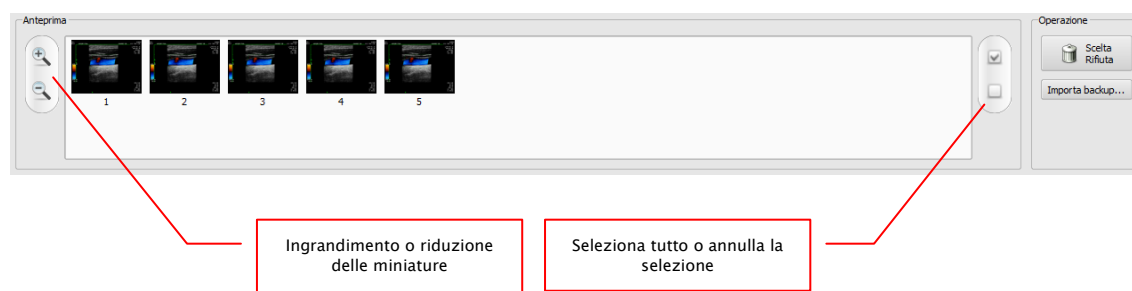 Anteprima
Operazione
Scelta
Rifiuta
Importa backup...
1
2
3
4
5
Ingrandimento o riduzione
delle miniature
Seleziona tutto o annulla la
selezione